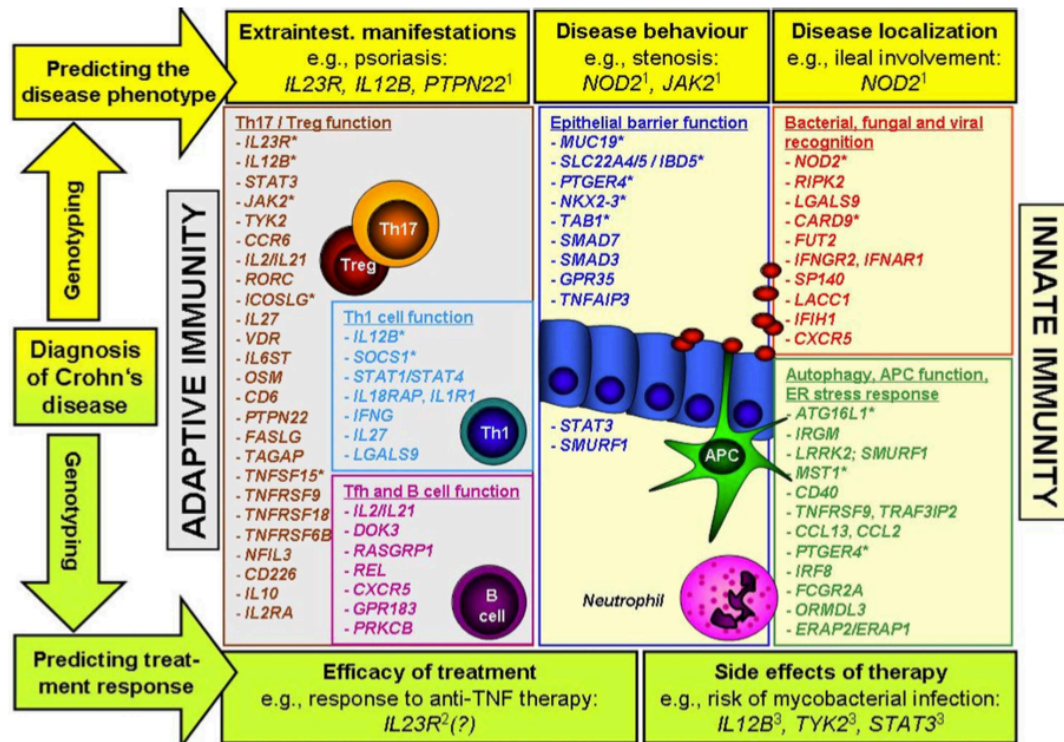 Extraintest. manifestations
e.g., psoriasis:
IL23R, IL12B, PTPN22¹
Disease behaviour
e.g., stenosis:
NOD2¹, JAK2¹
Disease localization
e.g., ileal involvement:
NOD2¹
Predicting the
disease phenotype
Genotyping
Diagnosis
of Crohn's
disease
Genotyping
Predicting treat-
ment response
ADAPTIVE IMMUNITY
Th17 / Treg function
- IL23R*
- IL12B*
- STAT3
- JAK2*
- TYK2
- CCR6
- IL2/IL21
- RORC
- ICOSLG*
- IL27
- VDR
- IL6ST
- OSM
- CD6
- PTPN22
- FASLG
- TAGAP
- TNFSF15*
- TNFRSF9
- TNFRSF18
- TNFRSF6B
- NFIL3
- CD226
- IL10
- IL2RA
Th17
Treg
Th1 cell function
- IL12B*
- SOCS1*
- STAT1/STAT4
- IL18RAP, IL1R1
- IFNG
- IL27
- LGALS9
Th1
Tfh and B cell function
- IL2/IL21
- DOK3
- RASGRP1
- REL
- CXCR5
- GPR183
- PRKCB
B
cell
Epithelial barrier function
- MUC19*
- SLC22A4/5 / IBD5*
- PTGER4*
- NKX2-3*
- TAB1*
- SMAD7
- SMAD3
- GPR35
- TNFAIP3
- STAT3
- SMURF1
APC
Neutrophil
Bacterial, fungal and viral
recognition
- NOD2*
- RIPK2
- LGALS9
- CARD9*
- FUT2
- IFNGR2, IFNAR1
- SP140
- LACC1
- IFIH1
- CXCR5
Autophagy, APC function,
ER stress response
- ATG16L1*
- IRGM
- LRRK2; SMURF1
- MST1*
- CD40
- TNFRSF9, TRAF3IP2
- CCL13, CCL2
- PTGER4*
- IRF8
- FCGR2A
- ORMDL3
- ERAP2/ERAP1
INNATE IMMUNITY
Efficacy of treatment
e.g., response to anti-TNF therapy:
IL23R²(?)
Side effects of therapy
e.g., risk of mycobacterial infection:
IL12B³, TYK2³, STAT3³